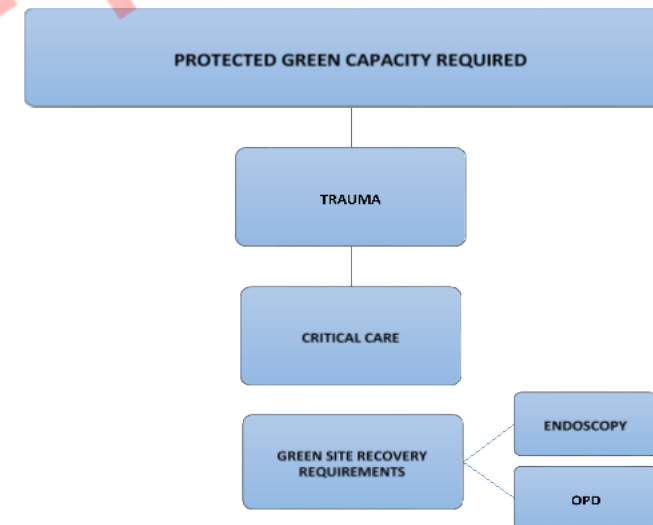 PROTECTED GREEN CAPACITY REQUIRED
TRAUMA
CRITICAL CARE
GREEN SITE RECOVERY
REQUIREMENTS
ENDOSCOPY
OPD